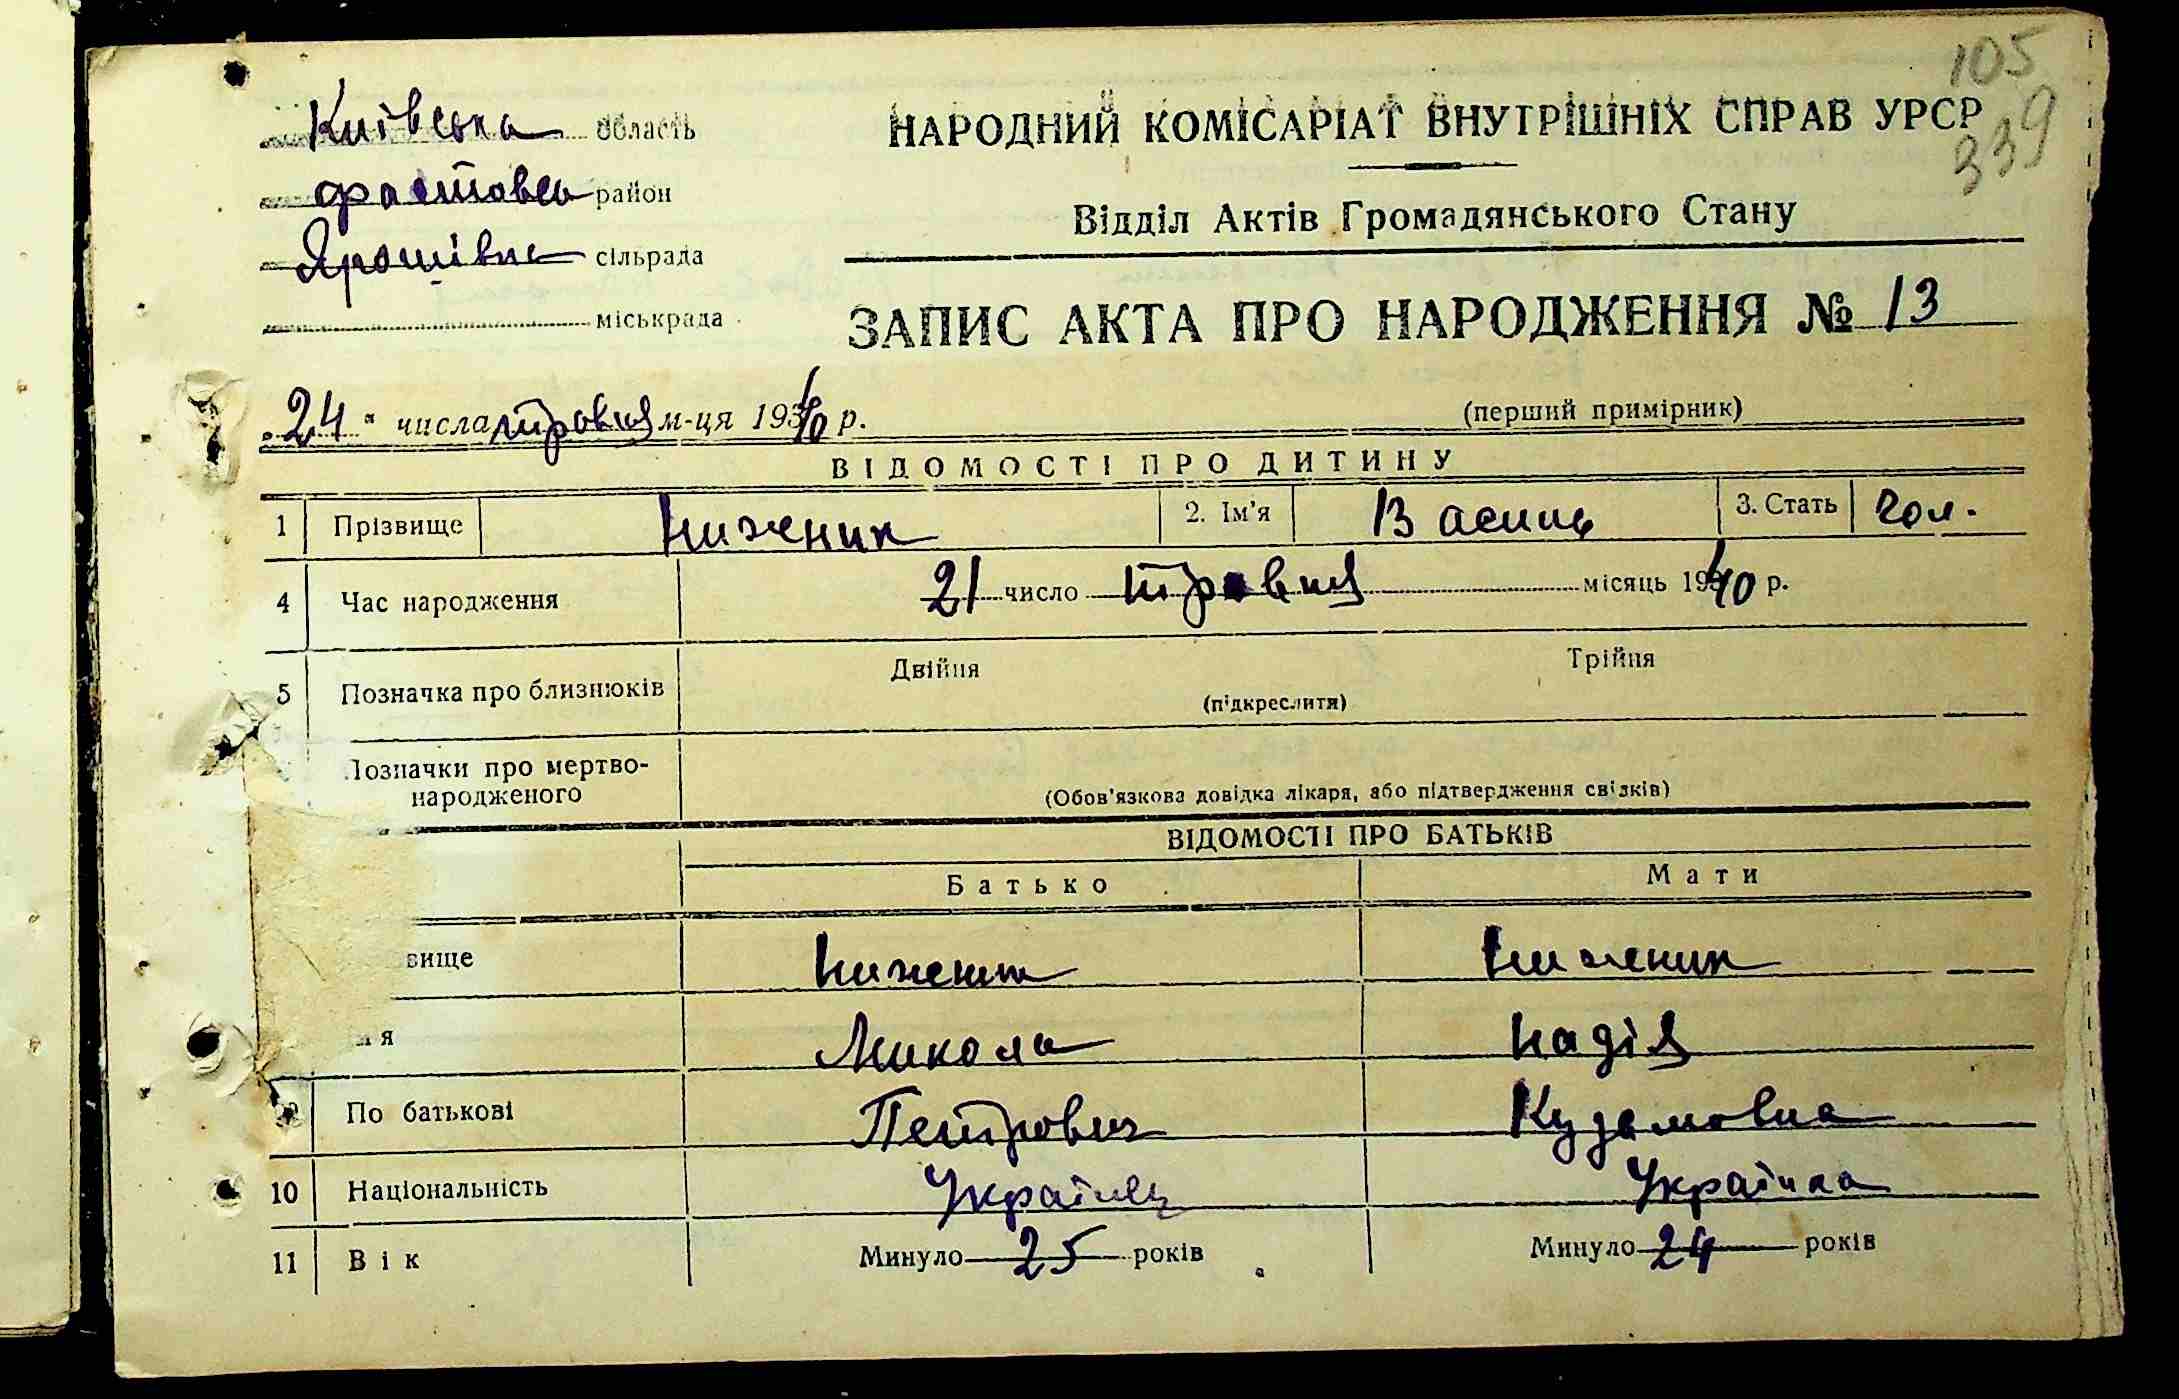 105
339
Київська область
Фастовсь район
Ярошівка сільрада
міськрада
НАРОДНИЙ КОМІСАРІАТ ВНУТРІШНІХ СПРАВ УРСР
Відділ Актів Громадянського Стану
ЗАПИС АКТА ПРО НАРОДЖЕННЯ № 13
„24" числа травня м-ця 1940 р.
(перший примірник)
ВІДОМОСТІ ПРО ДИТИНУ
1 Прізвище Ниженик 2. Ім'я Василь 3. Стать чол.
4 Час народження 21 число травня місяць 1940 р.
5 Позначка про близнюків Двійня Трійня
(підкреслити)
Позначки про мертво-
народженого
(Обов'язкова довідка лікаря, або підтвердження свідків)
ВІДОМОСТІ ПРО БАТЬКІВ
Батько Мати
вище Ниженик Ниженик
м'я Микола Надія
9 По батькові Петрович Кузьмовна
10 Національність Українец Українка
11 Вік Минуло 25 років Минуло 24 років